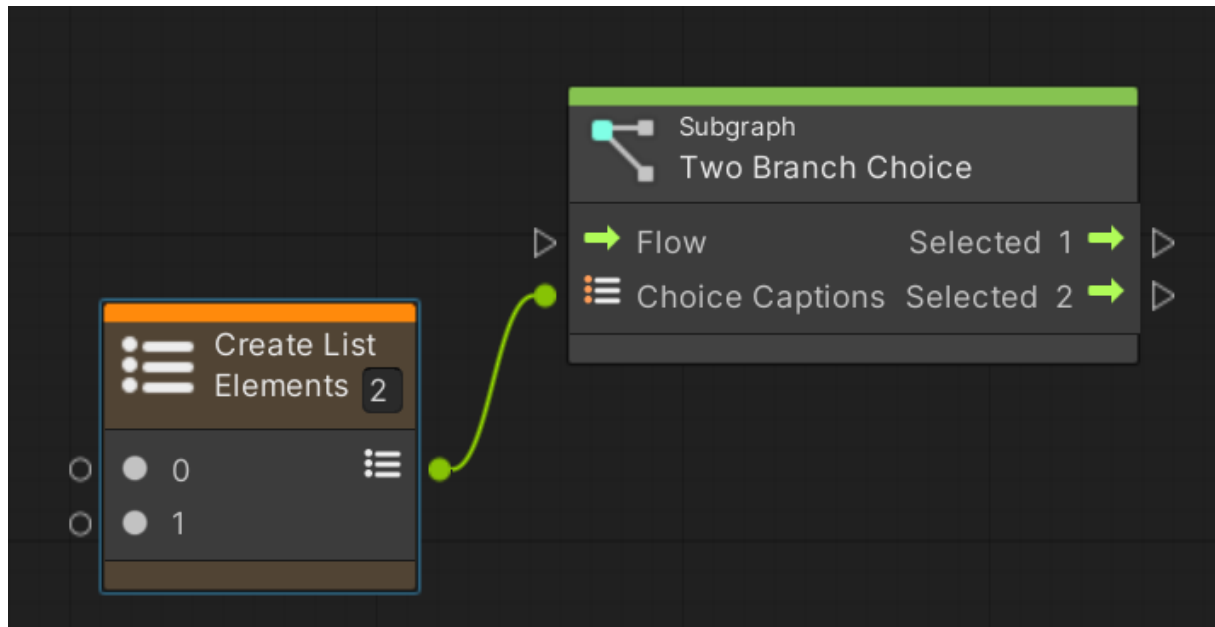 Subgraph
Two Branch Choice
Flow Selected 1
Choice Captions Selected 2
Create List
Elements 2
0
1